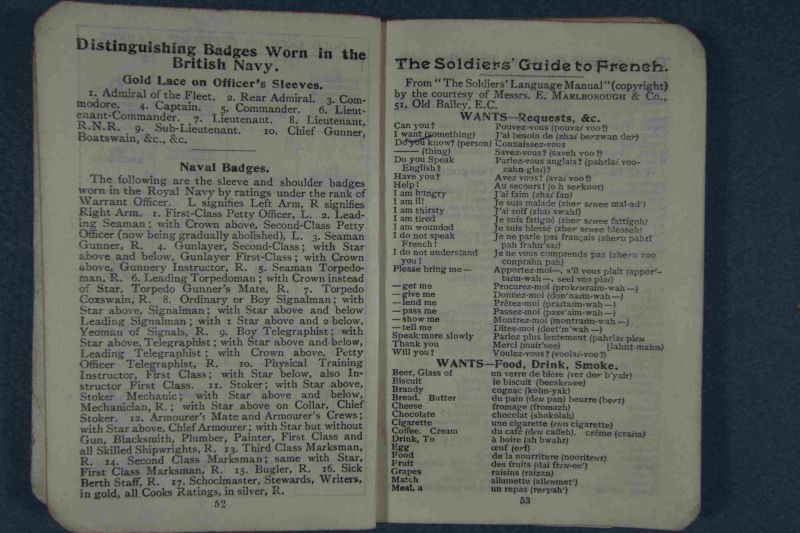 Distinguishing Badges Worn in the
British Navy.
Gold Lace on Officer's Sleeves.
1. Admiral of the Fleet. 2. Rear Admiral. 3. Com-
modore. 4. Captain. 5. Commander. 6. Lieut-
enant-Commander. 7. Lieutenant. 8. Lieutenant,
R.N.R. 9. Sub-Lieutenant. 10. Chief Gunner,
Boatswain, &c., &c.
Naval Badges.
The following are the sleeve and shoulder badges
worn in the Royal Navy by ratings under the rank of
Warrant Officer. L signifies Left Arm, R signifies
Right Arm. 1. First-Class Petty Officer, L. 2. Lead-
ing Seaman; with Crown above, Second-Class Petty
Officer (now being gradually abolished), L. 3. Seaman
Gunner, R. 4. Gunlayer, Second-Class; with Star
above and below, Gunlayer First-Class; with Crown
above, Gunnery Instructor, R. 5. Seaman Torpedo-
man, R. 6. Leading Torpedoman; with Crown instead
of Star, Torpedo Gunner's Mate, R. 7. Torpedo
Coxswain, R. 8. Ordinary or Boy Signalman; with
Star above, Signalman; with Star above and below
Leading Signalman; with 1 Star above and 2 below,
Yeoman of Signals, R. 9. Boy Telegraphist; with
Star above, Telegraphist; with Star above and below,
Leading Telegraphist; with Crown above, Petty
Officer Telegraphist, R. 10. Physical Training
Instructor, First Class; with Star below, also In-
structor First Class. 11. Stoker; with Star above,
Stoker Mechanic; with Star above and below,
Mechanician, R.; with Star above on Collar, Chief
Stoker. 12. Armourer's Mate and Armourer's Crews;
with Star above, Chief Armourer; with Star but without
Gun, Blacksmith, Plumber, Painter, First Class and
all Skilled Shipwrights, R. 13. Third Class Marksman,
R. 14. Second Class Marksman; same with Star,
First Class Marksman, R. 15. Bugler, R. 16. Sick
Berth Staff, R. 17. Schoolmaster, Stewards, Writers,
in gold, all Cooks Ratings, in silver, R.
52
The Soldiers' Guide to French.
From "The Soldiers' Language Manual" (copyright)
by the courtesy of Messrs. E. MARLBOROUGH & Co.,
51, Old Bailey, E.C.
WANTS—Requests, &c.
Can you? Pouvez-vous (pouvai voo?)
I want (something) J'ai besoin de (zhai berzwan der)
Do you know? (person) Connaissez-vous
—— (thing) Savez-vous? (saveh voo?)
Do you Speak Parlez-vous anglais? (pahrlai voo-
English? zahn-glai)?
Have you? Avez vous? (avai voo?)
Help! Au secours! (o h serkoor)
I am hungry J'ai faim (zhai fan)
I am ill! Je suis malade (zher sewee mal-ad')
I am thirsty J'ai soif (zhai swahf)
I am tired Je suis fatigué (zher sewee fattigeh)
I am wounded Je suis blessé (zher sewee blesseh)
I do not speak Je ne parle pas français (zhern pahrl
French! pah frahn'sai)
I do not understand Je ne vous comprends pas (zhern voo
you! conprahn pah)
Please bring me— Apportez-moi—, s'il vous plait (appor'-
taim-wah—, seel voo plai)
—get me Procurez-moi (prokeuraim-wah—)
—give me Donnez-moi (don'naim-wah—)
—lend me Prêtez-moi (praitaim-wah—)
—pass me Passez-moi (pass'aim-wah—)
—show me Montrez-moi (montraim-wah—)
—tell me Dites-moi (deet'm'wah—)
Speak more slowly Parlez plus lentement (pahrlai pleu
Thank you Merci (mair'see) [lahnt-mahn)
Will you? Voulez-vous? (voolai-voo?)
WANTS—Food, Drink, Smoke.
Beer, Glass of un verre de bière (ver der b'yair)
Biscuit le biscuit (beeskewee)
Brandy cognac (kohn-yak)
Bread. Butter du pain (deu pan) beurre (berr)
Cheese fromage (fromazh)
Chocolate chocolat (shokolah)
Cigarette une cigarette (eun cigarette)
Coffee. Cream du café (deu caffeh). crême (craim)
Drink, To à boire (ah bwahr)
Egg œuf (erf)
Food de la nourriture (nooriteur)
Fruit des fruits (dai freu-ee')
Grapes raisins (raizan)
Match allumette (alleumet')
Meal, a un repas (rerpah')
53